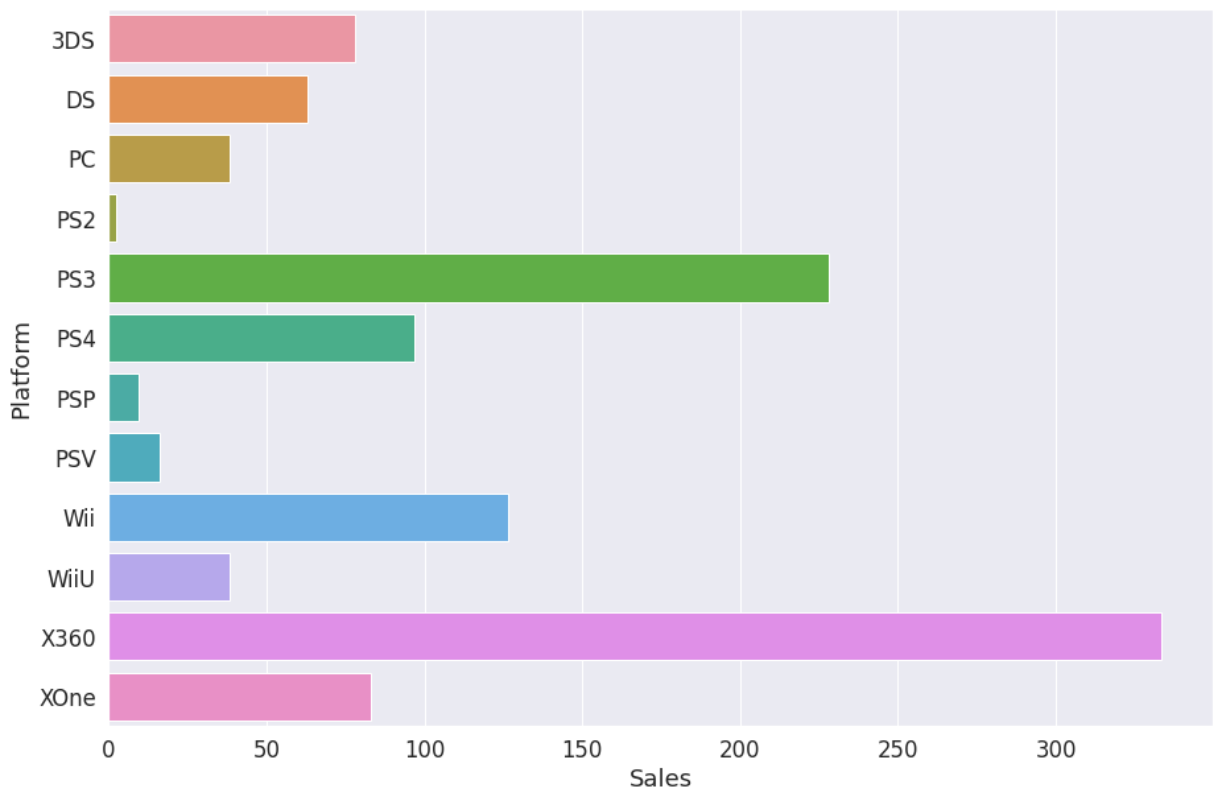 3DS
DS
PC
PS2
PS3
PS4
PSP
PSV
Wii
WiiU
X360
XOne
Platform
0 50 100 150 200 250 300
Sales